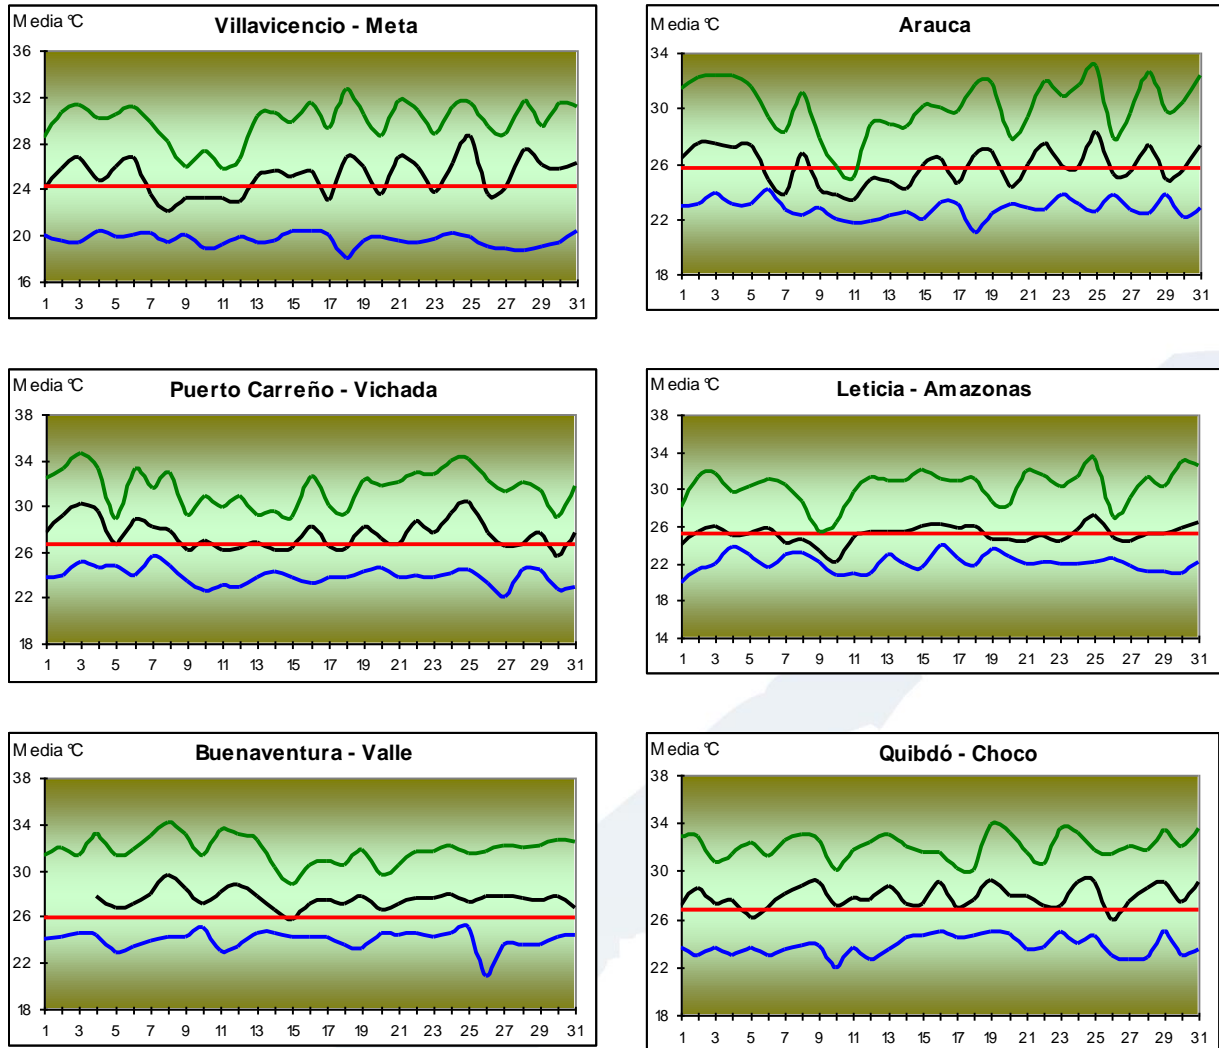 Media °C
Villavicencio - Meta
36
32
28
24
20
16
1 3 5 7 9 11 13 15 17 19 21 23 25 27 29 31
Media °C
Arauca
34
30
26
22
18
1 3 5 7 9 11 13 15 17 19 21 23 25 27 29 31
Media °C
Puerto Carreño - Vichada
38
34
30
26
22
18
1 3 5 7 9 11 13 15 17 19 21 23 25 27 29 31
Media °C
Leticia - Amazonas
38
34
30
26
22
18
14
1 3 5 7 9 11 13 15 17 19 21 23 25 27 29 31
Media °C
Buenaventura - Valle
38
34
30
26
22
18
1 3 5 7 9 11 13 15 17 19 21 23 25 27 29 31
Media °C
Quibdó - Choco
38
34
30
26
22
18
1 3 5 7 9 11 13 15 17 19 21 23 25 27 29 31